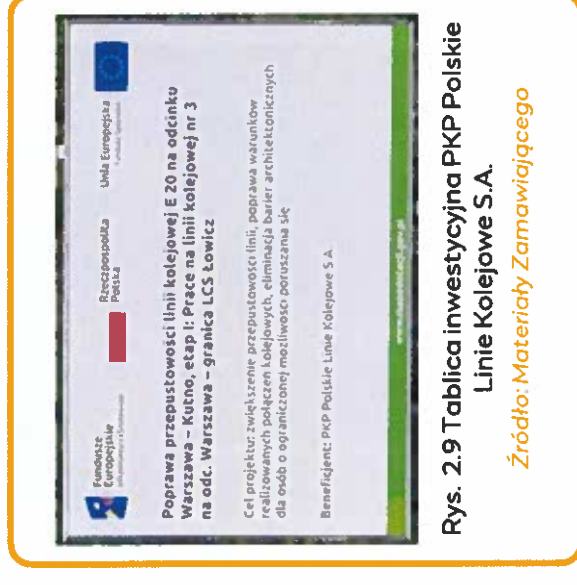 Fundusze
Europejskie
Rzeczpospolita
Polska
Unia Europejska
Poprawa przepustowości linii kolejowej E 20 na odcinku
Warszawa – Kutno, etap I: Prace na linii kolejowej nr 3
na odc. Warszawa – granica LCS Łowicz
Cel projektu: zwiększenie przepustowości linii, poprawa warunków
realizowanych połączeń kolejowych, eliminacja barier architektonicznych
dla osób o ograniczonej możliwości poruszania się
Beneficjent: PKP Polskie Linie Kolejowe S.A.
Rys. 2.9 Tablica inwestycyjna PKP Polskie
Linie Kolejowe S.A.
Źródło: Materiały Zamawiającego